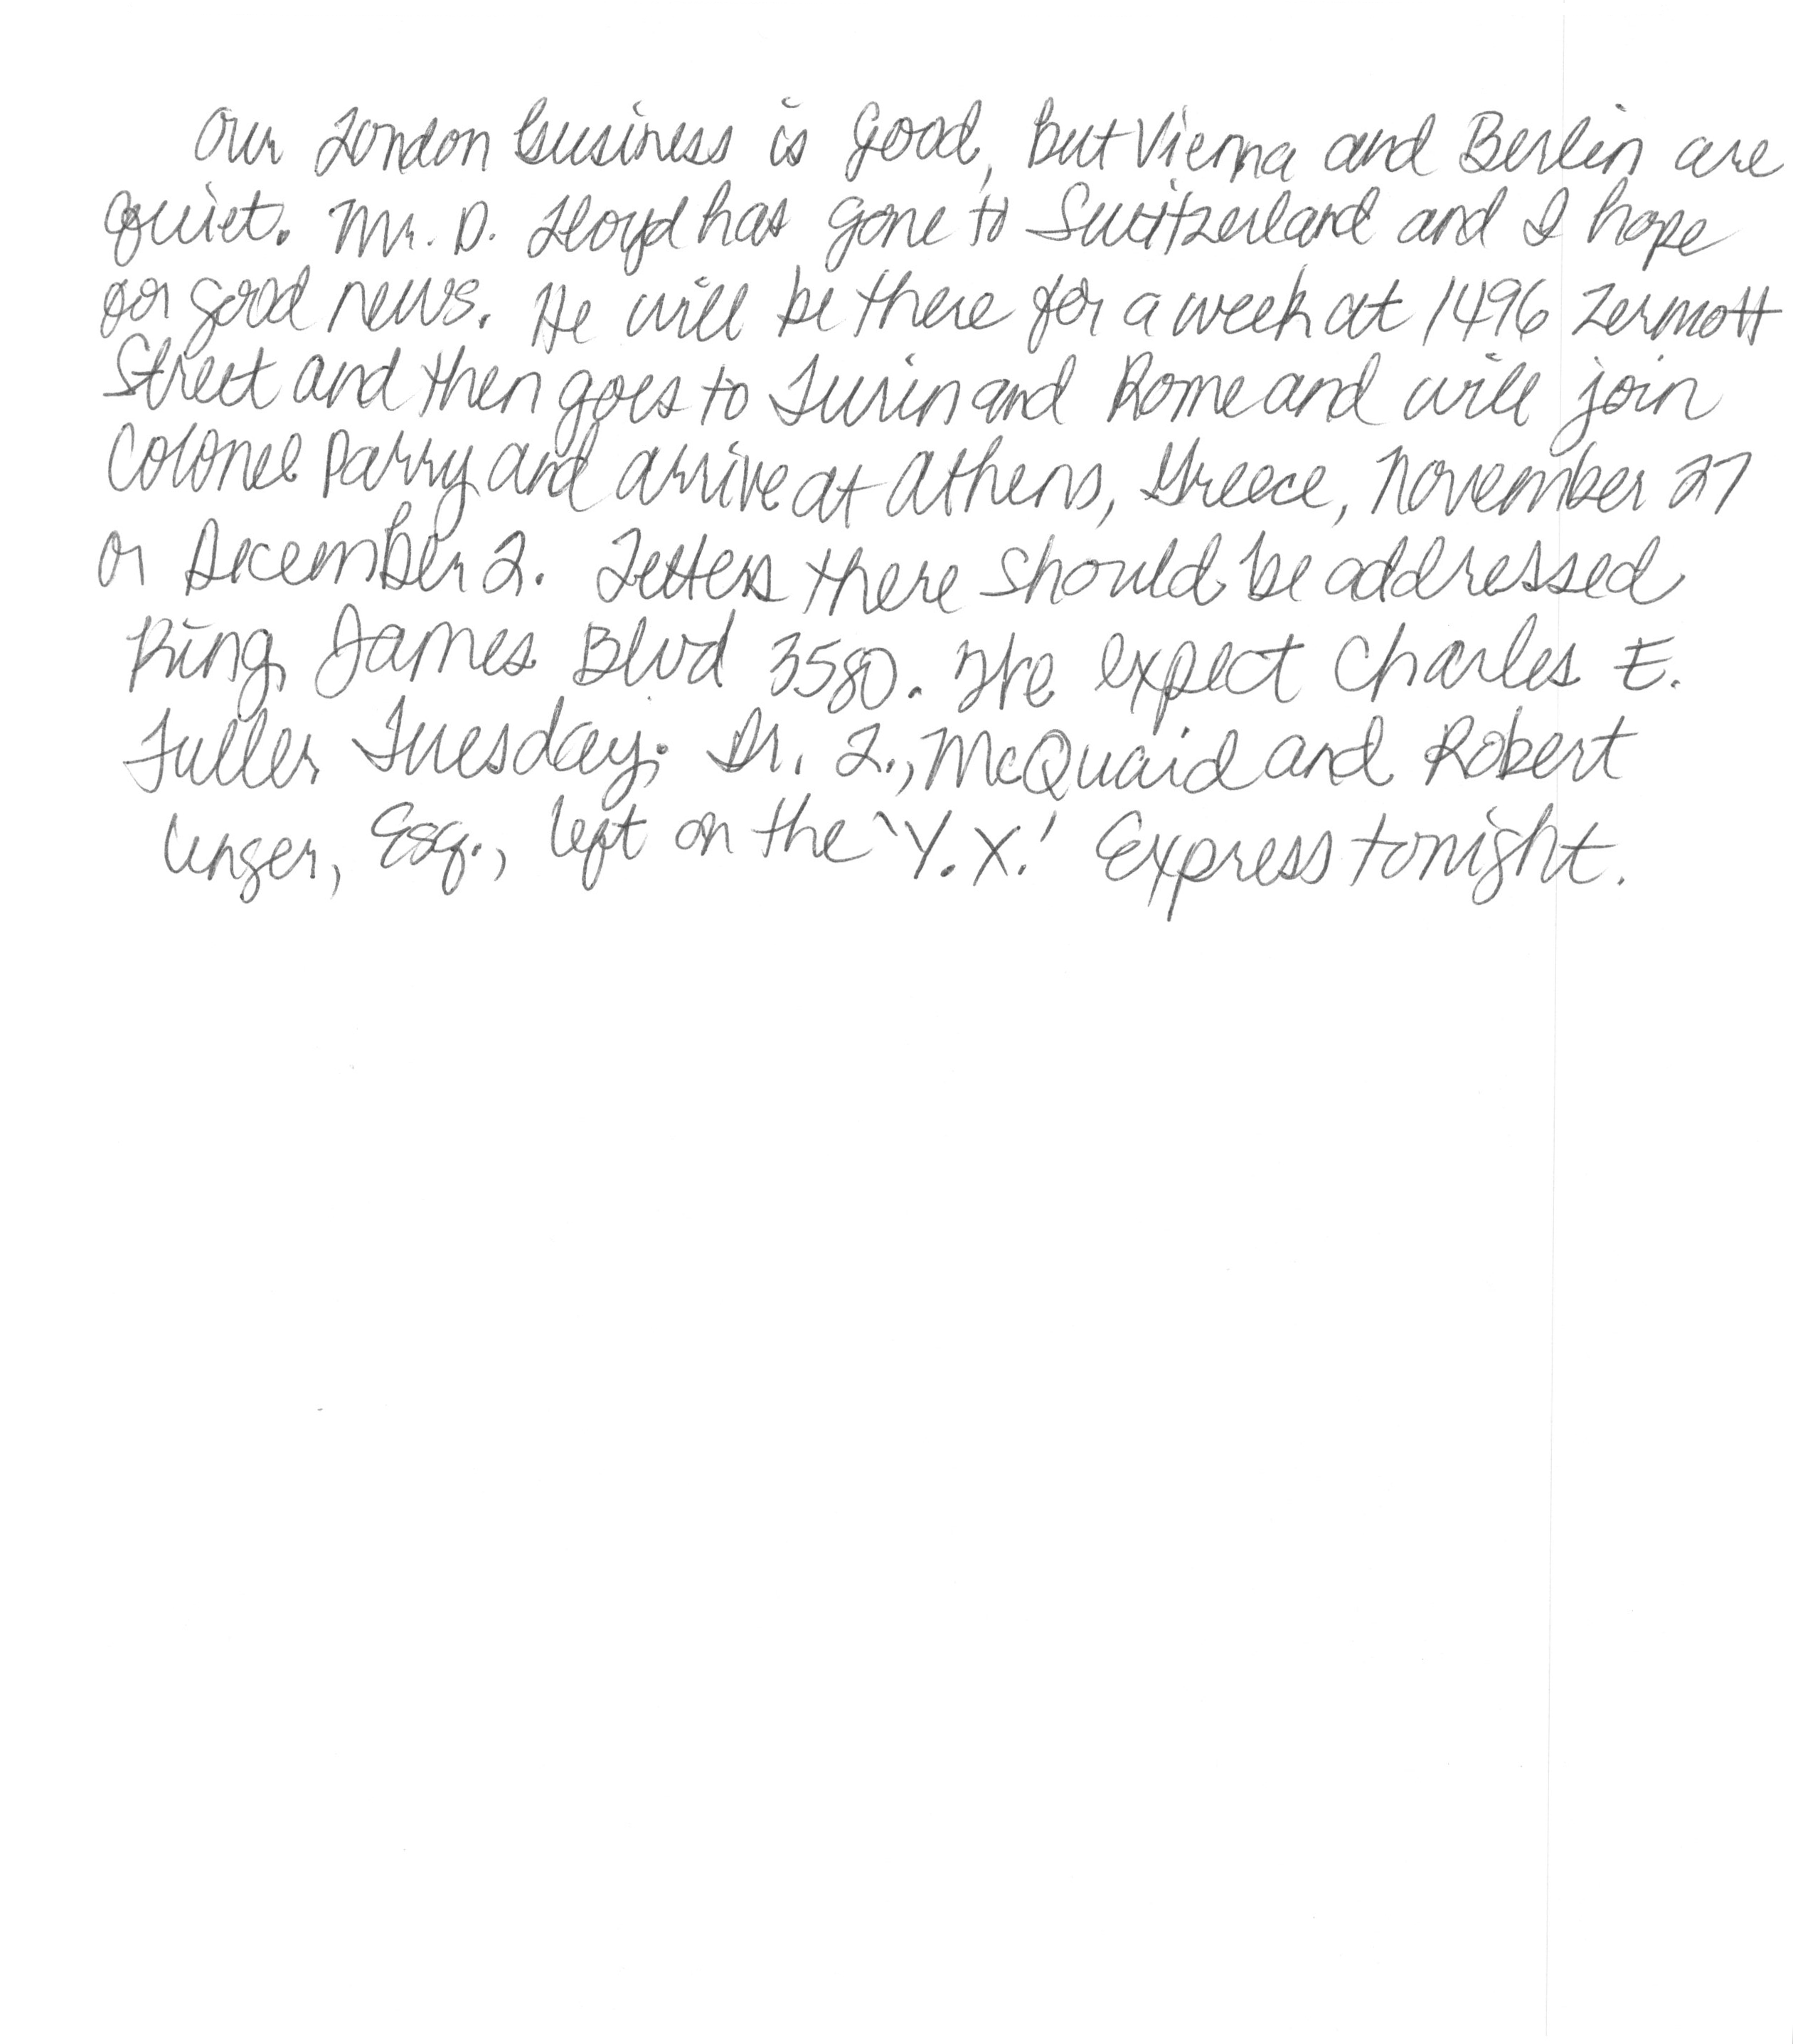 Our London business is good, but Vienna and Berlin are
quiet. Mr. D. Lloyd has gone to Switzerland and I hope
for good news. He will be there for a week at 1496 Zermott
Street and then goes to Turin and Rome and will join
Colonel Parry and arrive at Athens, Greece, November 27
or December 2. Letters there should be addressed
King James Blvd 3580. We expect Charles E.
Fuller Tuesday. Dr. L., McQuaid and Robert
Unger, Esq., left on the 'Y.X.' Express tonight.